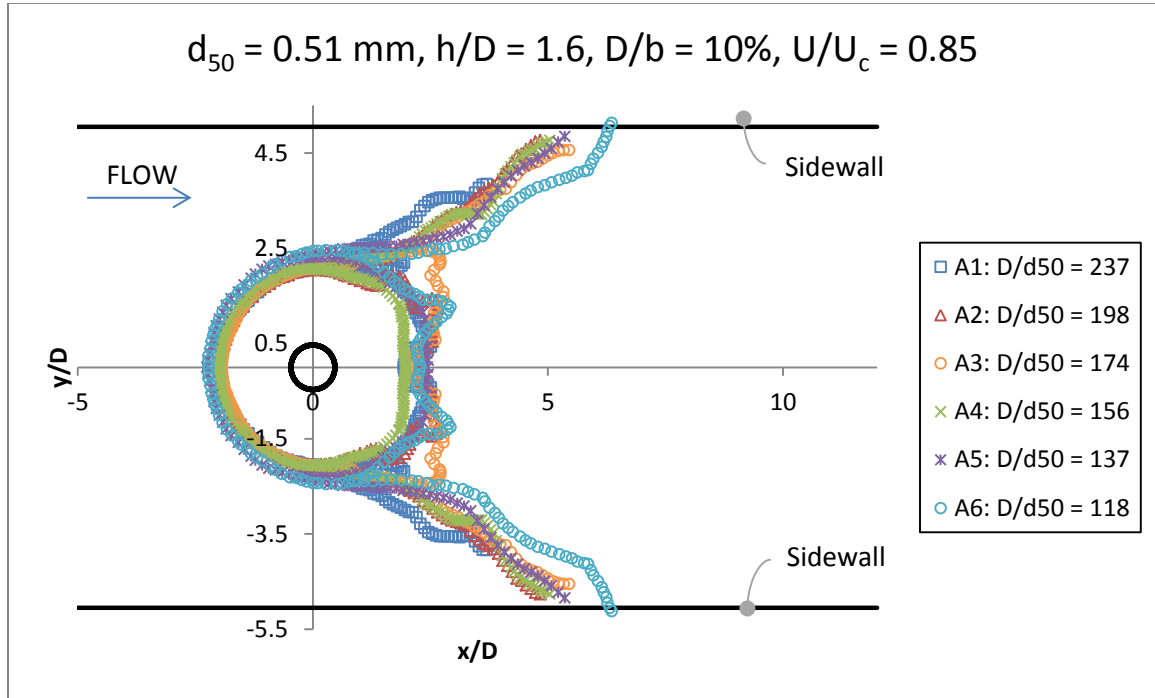 d50 = 0.51 mm, h/D = 1.6, D/b = 10%, U/Uc = 0.85
4.5
Sidewall
FLOW
2.5
A1: D/d50 = 237
A2: D/d50 = 198
A3: D/d50 = 174
A4: D/d50 = 156
A5: D/d50 = 137
A6: D/d50 = 118
0.5
y/D
-5
0
5
10
-1.5
-3.5
Sidewall
-5.5
x/D